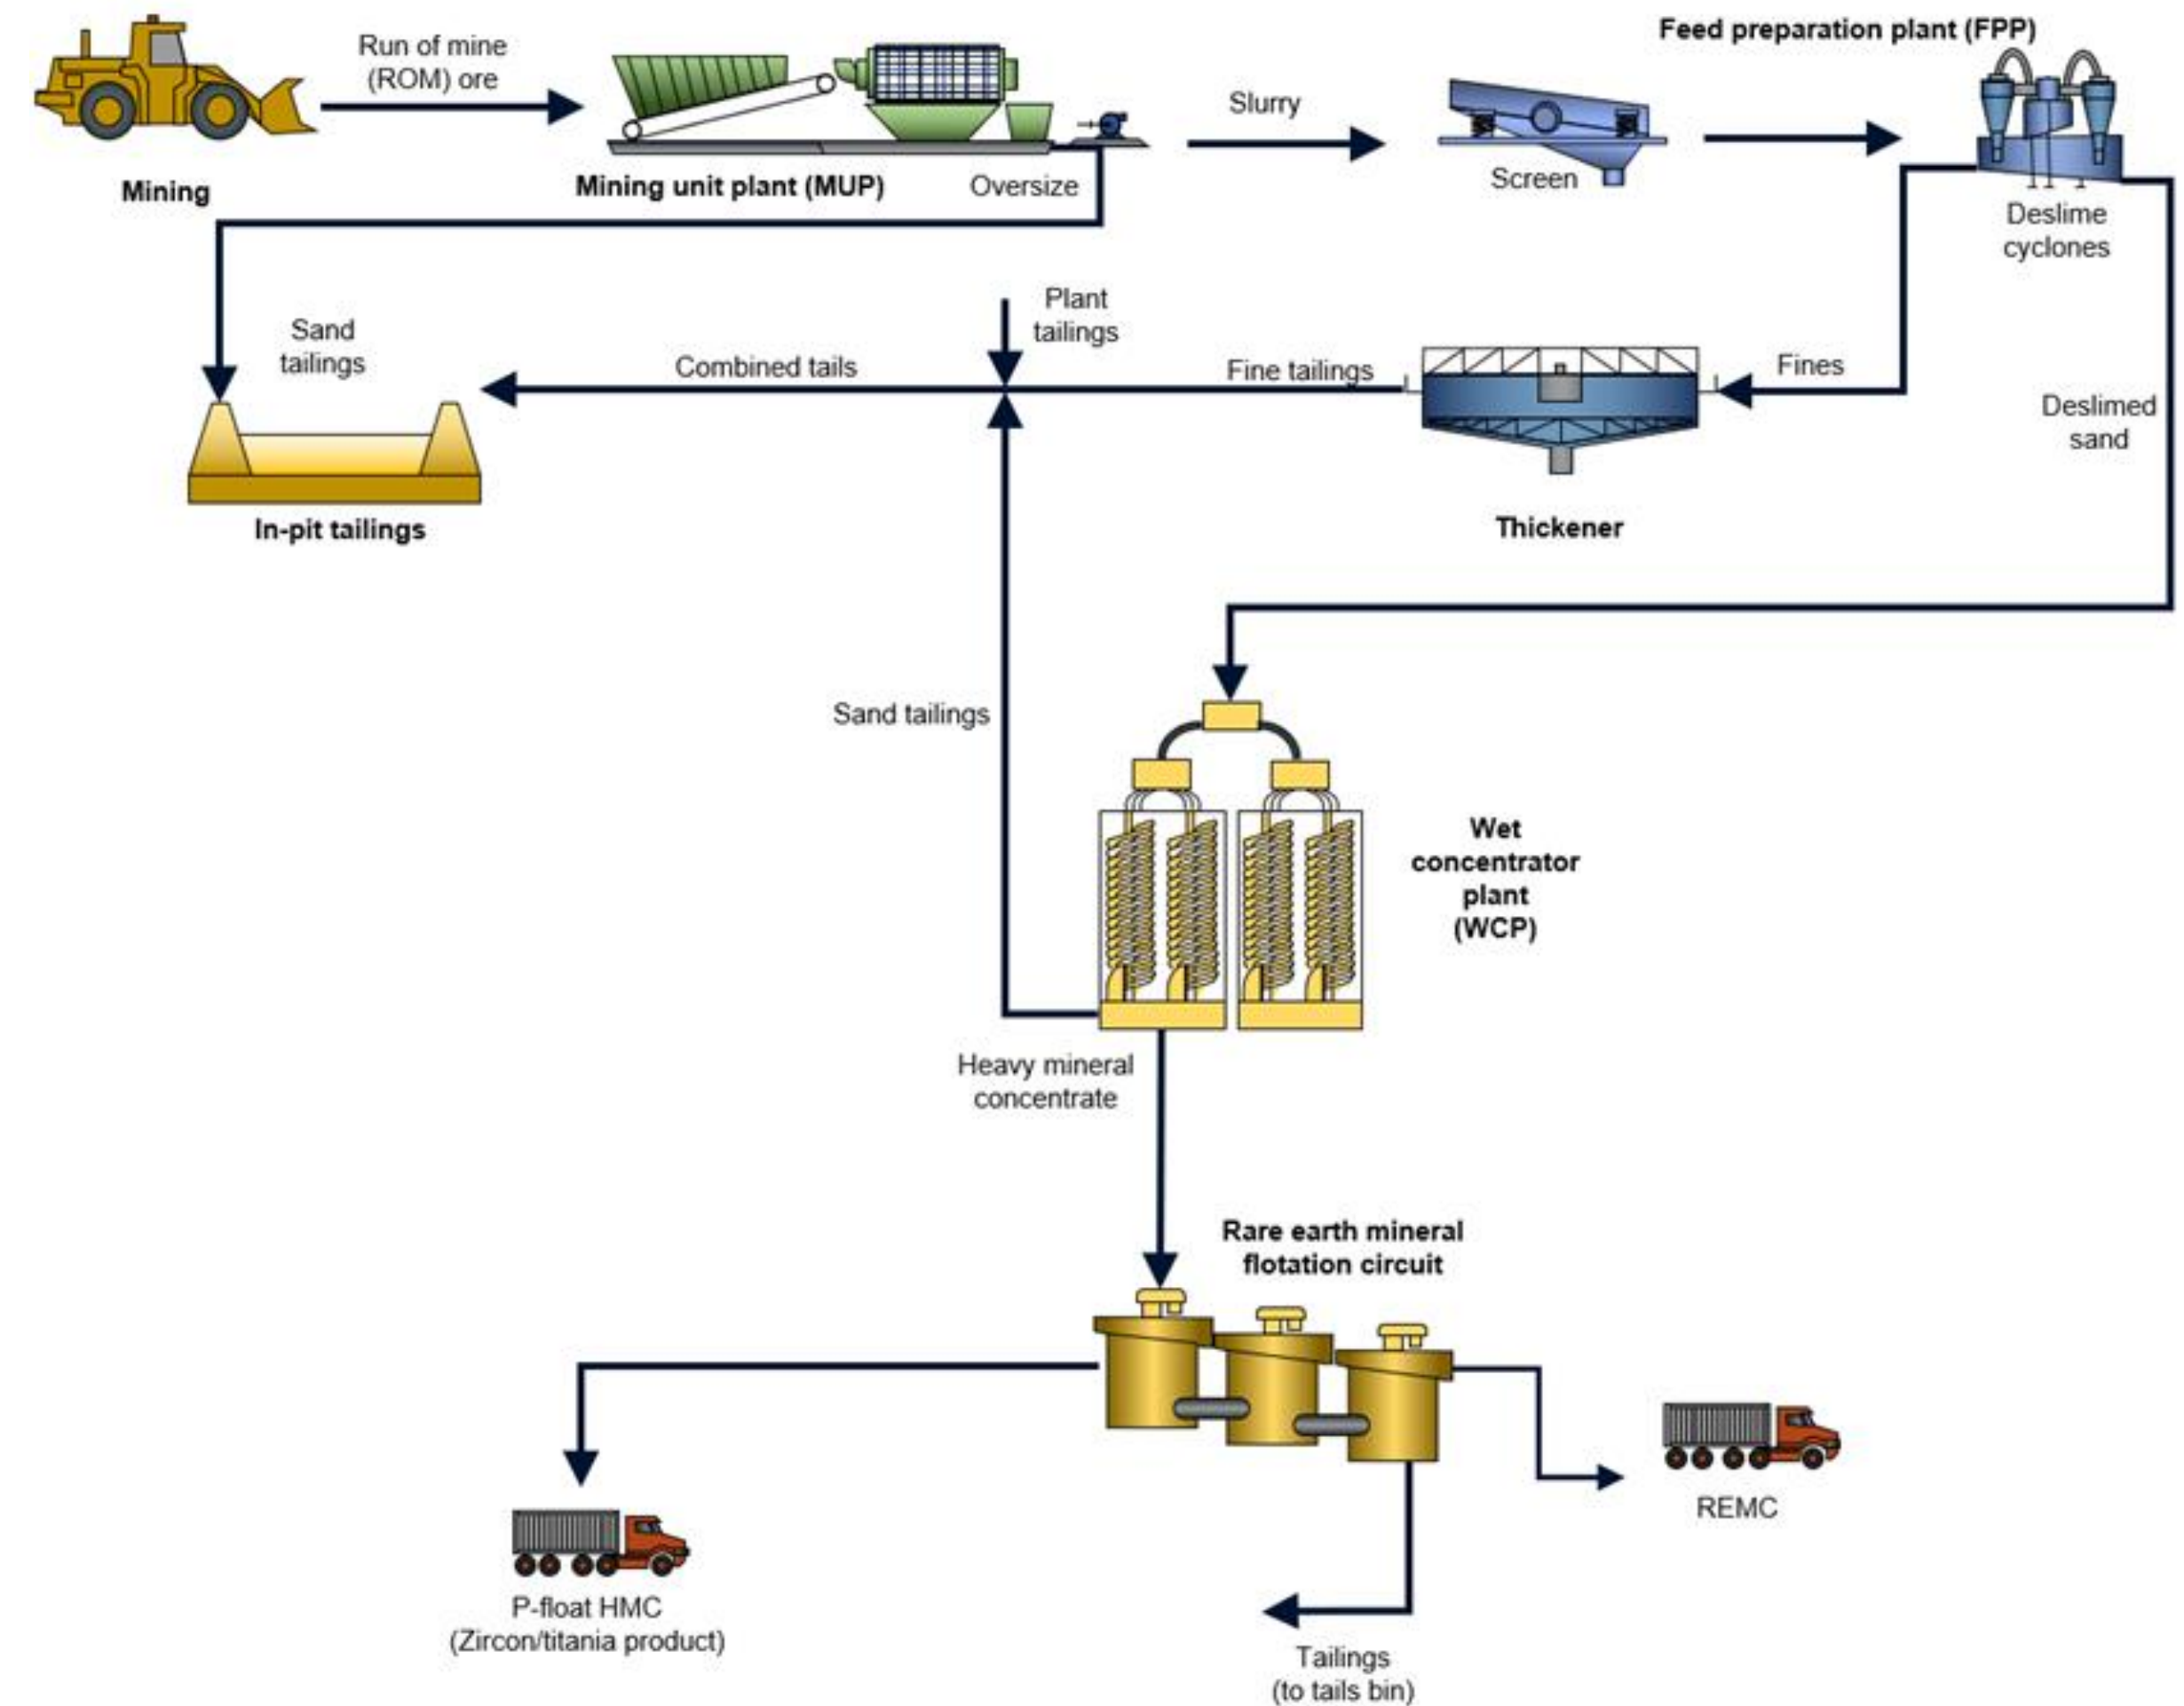 Feed preparation plant (FPP)
Run of mine
(ROM) ore
Slurry
Mining
Mining unit plant (MUP)
Oversize
Screen
Deslime
cyclones
Plant
tailings
Sand
tailings
Combined tails
Fine tailings
Fines
Deslimed
sand
In-pit tailings
Thickener
Sand tailings
Wet
concentrator
plant
(WCP)
Heavy mineral
concentrate
Rare earth mineral
flotation circuit
REMC
P-float HMC
(Zircon/titania product)
Tailings
(to tails bin)